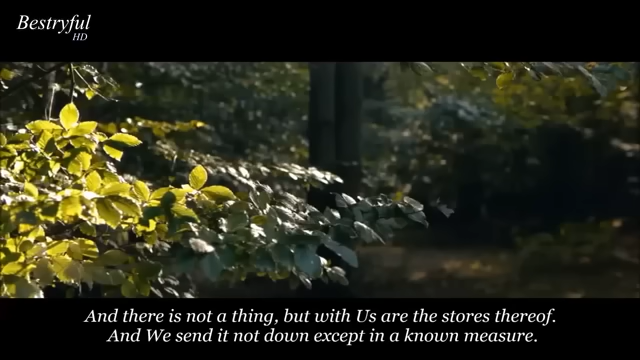 Bestryful
HD
And there is not a thing, but with Us are the stores thereof.
And We send it not down except in a known measure.